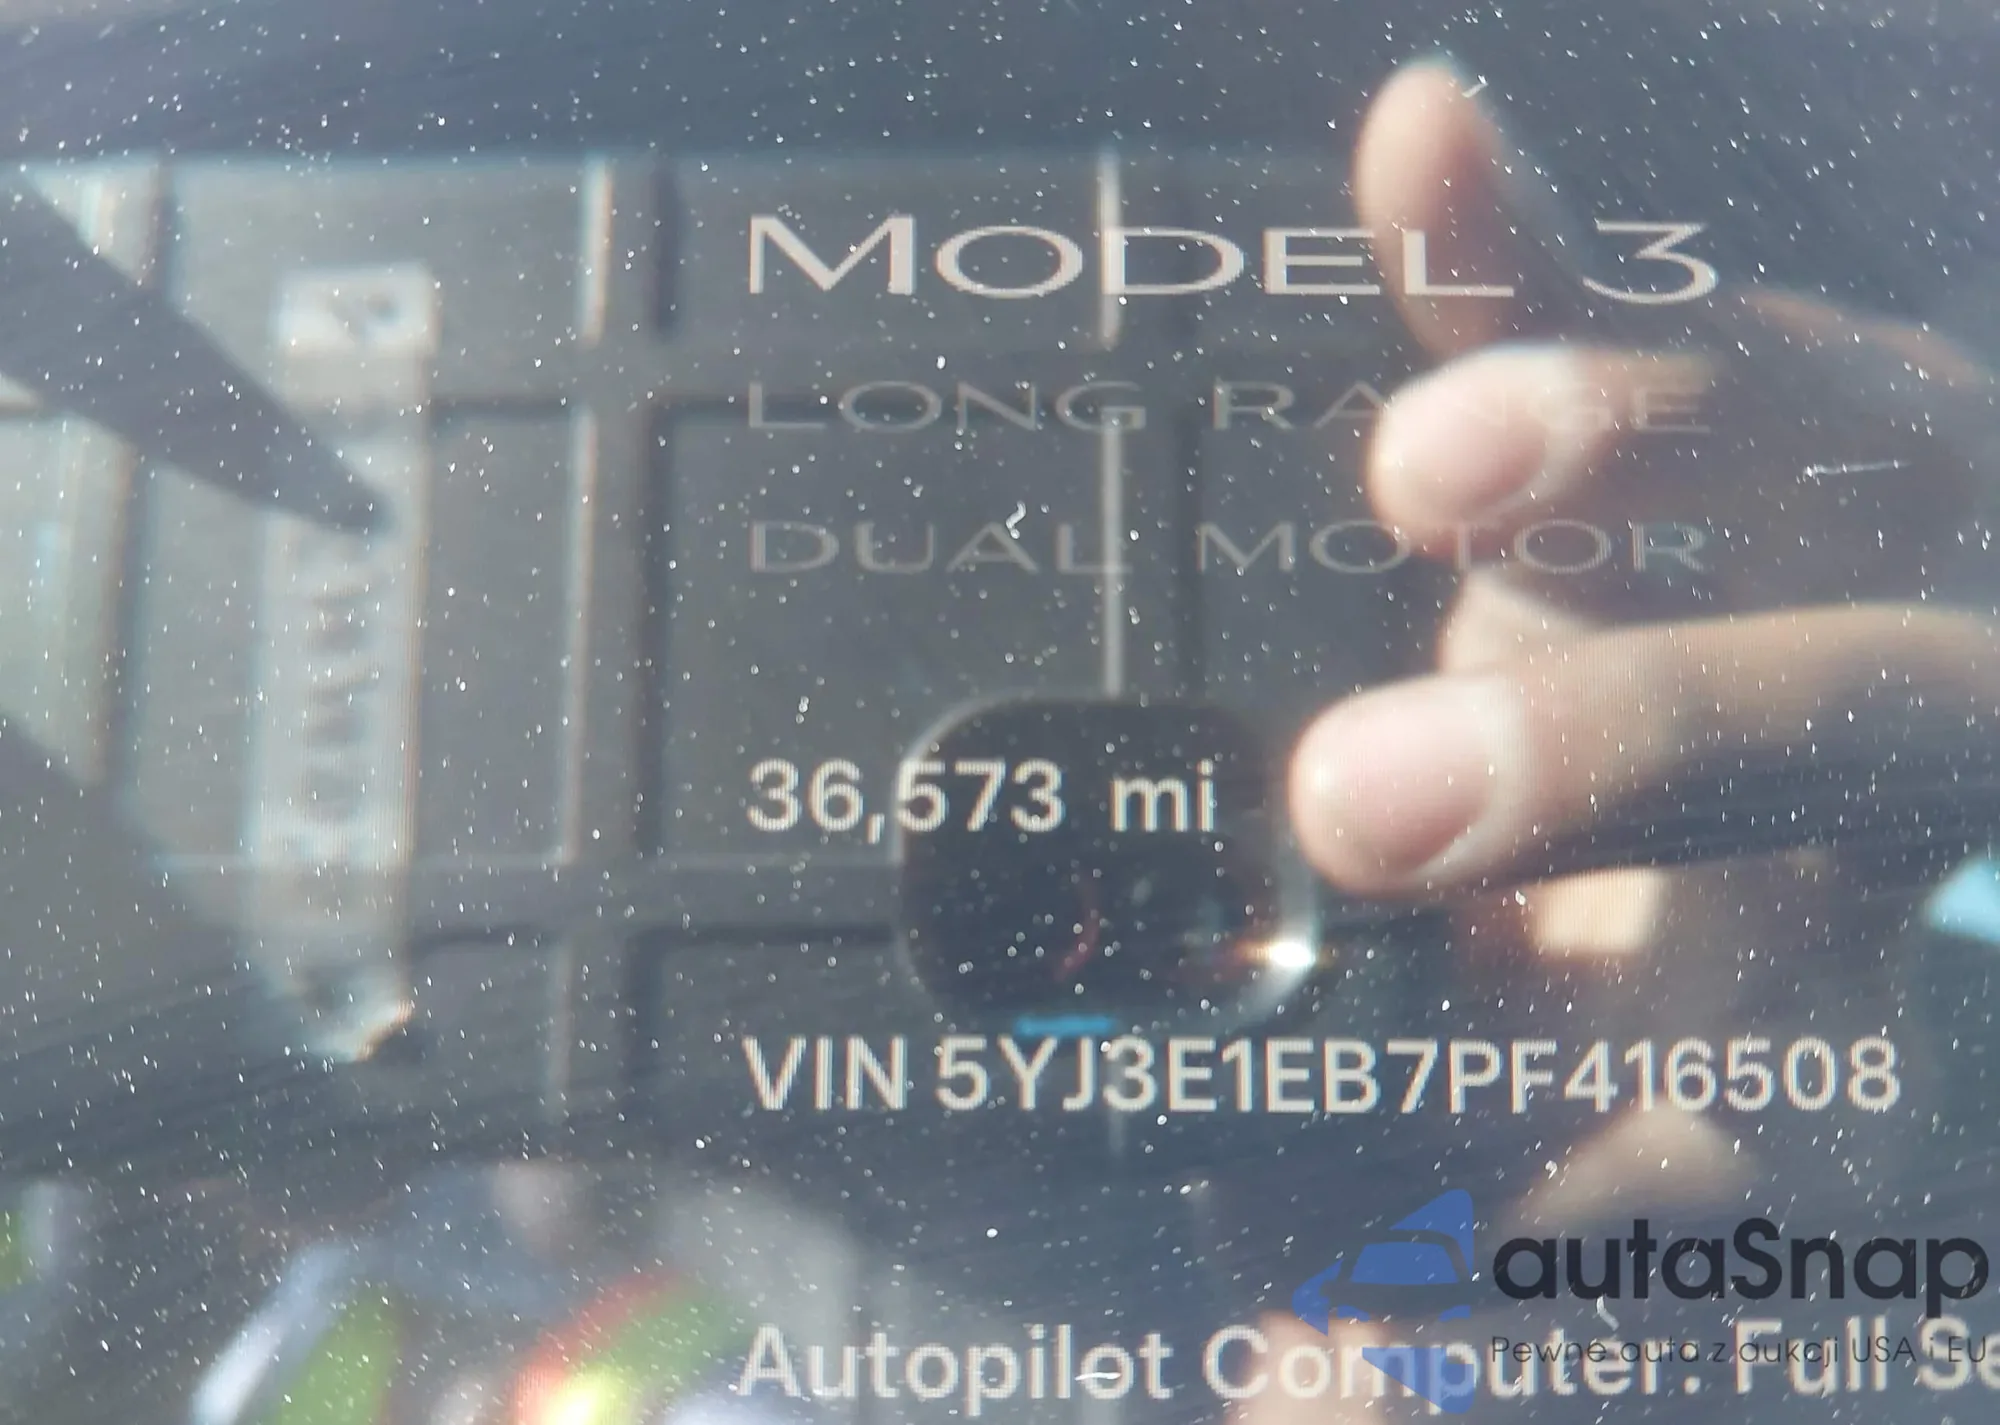 MODEL 3
LONG RANGE
DUAL MOTOR
36,573 mi
VIN 5YJ3E1EB7PF416508
autaSnap
Pewne auta z aukcji USA i EU
Autopilot Computer: Full Se